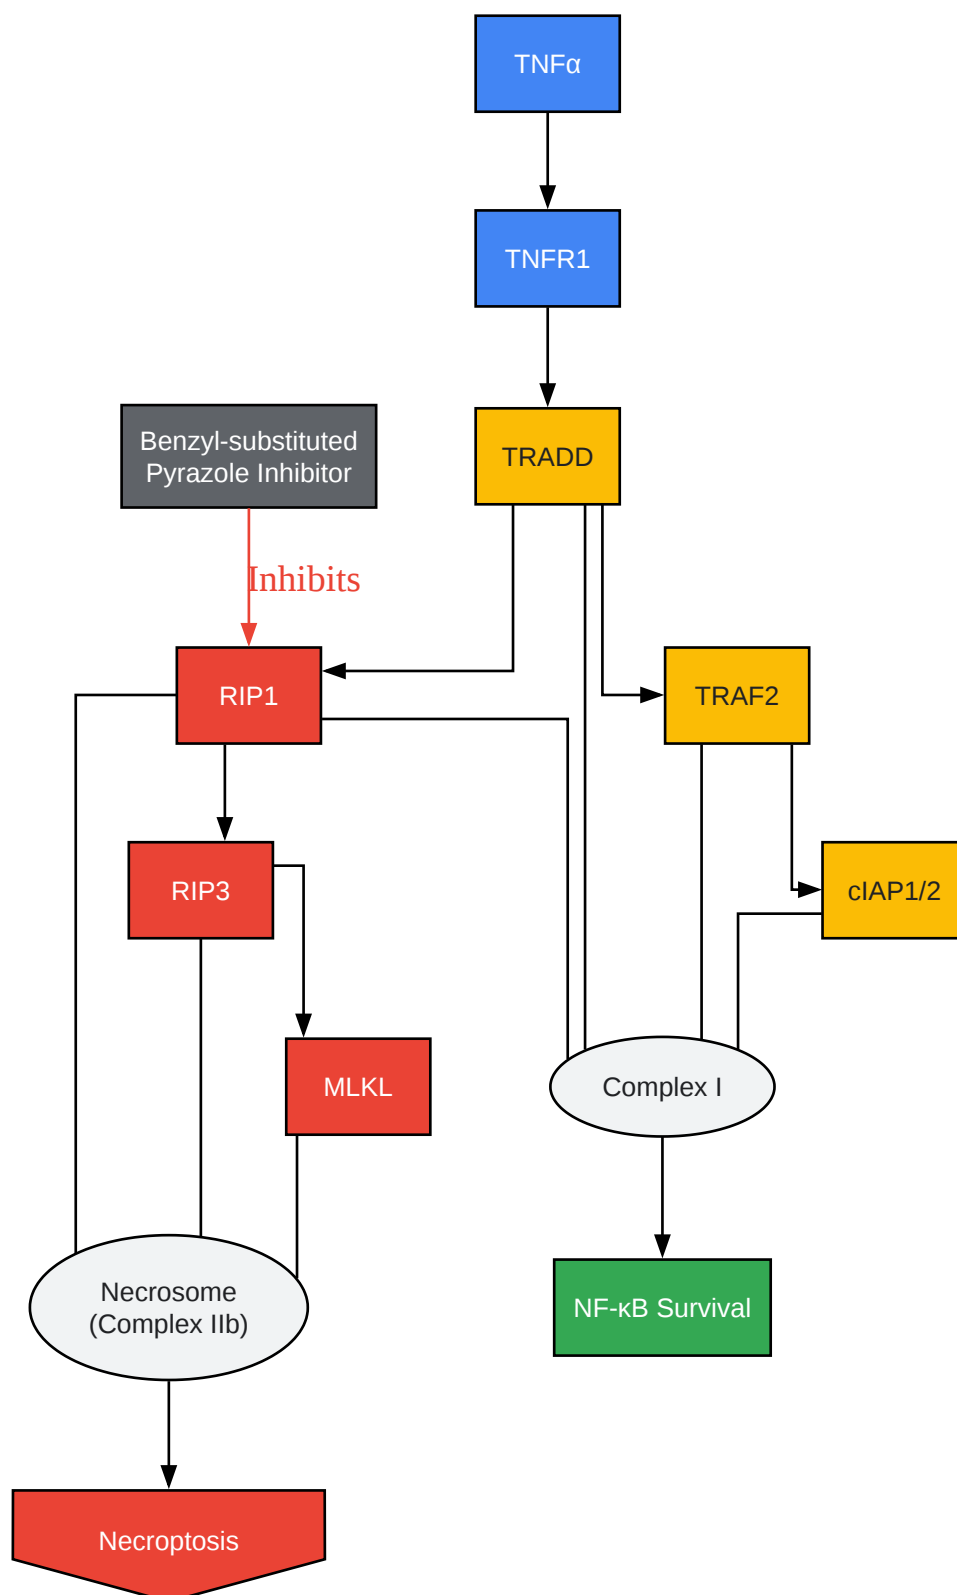 TNFα
TNFR1
Benzyl-substituted
Pyrazole Inhibitor
TRADD
Inhibits
RIP1
TRAF2
RIP3
cIAP1/2
MLKL
Complex I
Necrosome
(Complex IIb)
NF-κB Survival
Necroptosis